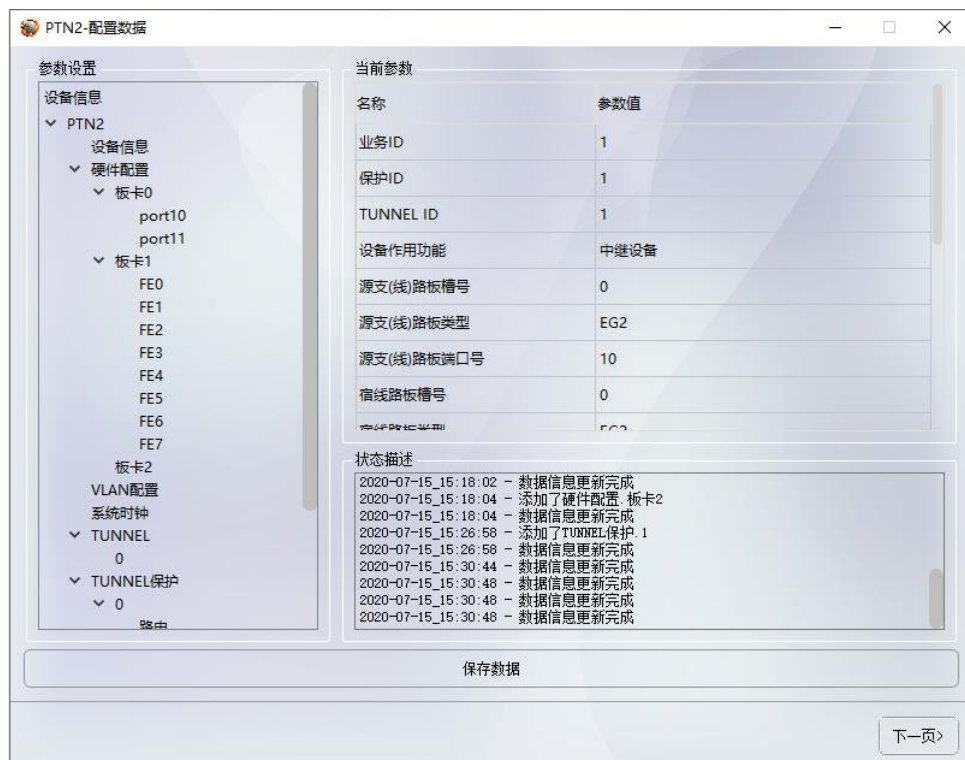 PTN2-配置数据
参数设置
设备信息
PTN2
设备信息
硬件配置
板卡0
port10
port11
板卡1
FE0
FE1
FE2
FE3
FE4
FE5
FE6
FE7
板卡2
VLAN配置
系统时钟
TUNNEL
0
TUNNEL保护
0
路由
当前参数
名称 参数值
业务ID 1
保护ID 1
TUNNEL ID 1
设备作用功能 中继设备
源支(线)路板槽号 0
源支(线)路板类型 EG2
源支(线)路板端口号 10
宿线路板槽号 0
宿线路板类型 EG2
状态描述
2020-07-15_15:18:02 - 数据信息更新完成
2020-07-15_15:18:04 - 添加了硬件配置.板卡2
2020-07-15_15:18:04 - 数据信息更新完成
2020-07-15_15:26:58 - 添加了TUNNEL保护.1
2020-07-15_15:26:58 - 数据信息更新完成
2020-07-15_15:30:44 - 数据信息更新完成
2020-07-15_15:30:48 - 数据信息更新完成
2020-07-15_15:30:48 - 数据信息更新完成
2020-07-15_15:30:48 - 数据信息更新完成
保存数据
下一页>